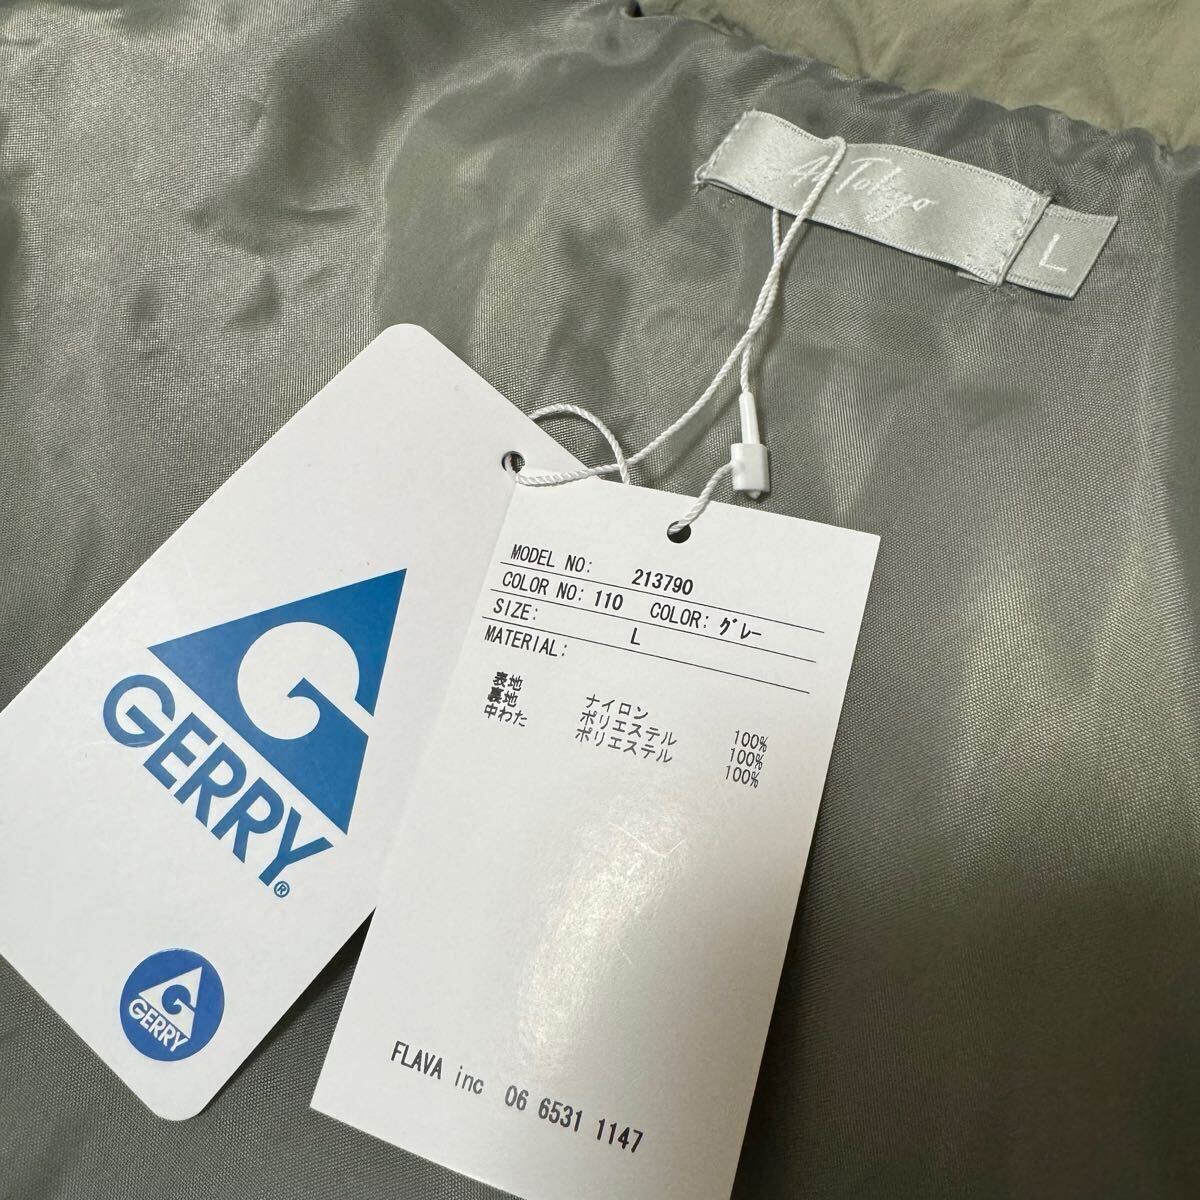 Tokyo
L
GERRY®
GERRY
MODEL NO: 213790
COLOR NO: 110 COLOR: グレー
SIZE: L
MATERIAL:
表地 ナイロン 100%
裏地 ポリエステル 100%
中わた ポリエステル 100%
FLAVA inc 06 6531 1147